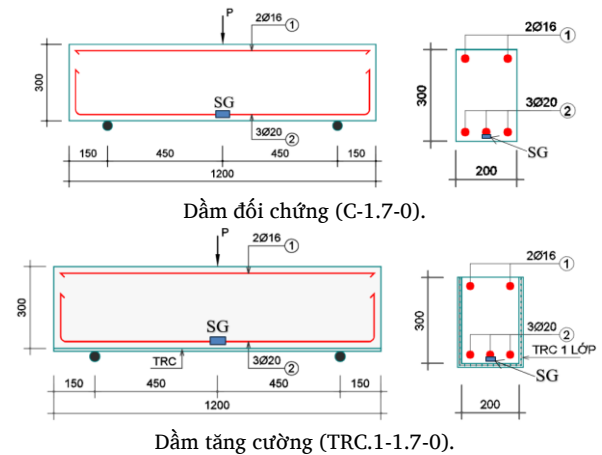 P
2Ø16 1
300
SG
3Ø20 2
150 450 450 150
1200
2Ø16 1
300
3Ø20 2
SG
200
Dầm đối chứng (C-1.7-0).
P
2Ø16 1
300
SG
TRC
3Ø20 2
150 450 450 150
1200
2Ø16 1
300
3Ø20 2
TRC 1 LỚP
SG
200
Dầm tăng cường (TRC.1-1.7-0).